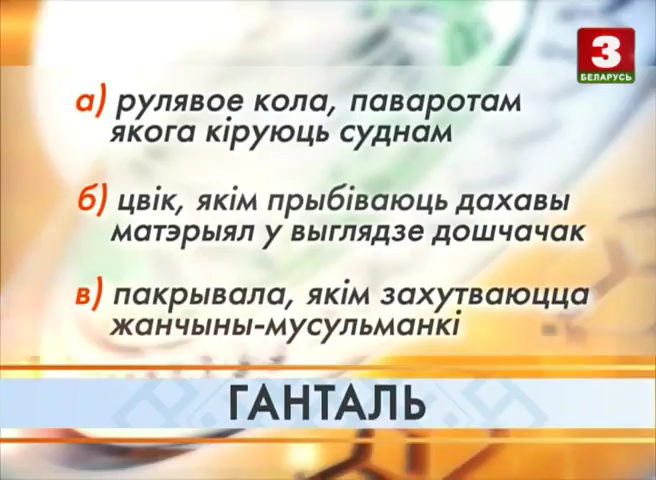 3
БЕЛАРУСЬ
а) рулявое кола, паваротам
якога кіруюць суднам
б) цвік, якім прыбіваюць дахавы
матэрыял у выглядзе дошчачак
в) пакрывала, якім захутваюцца
жанчыны-мусульманкі
ГАНТАЛЬ